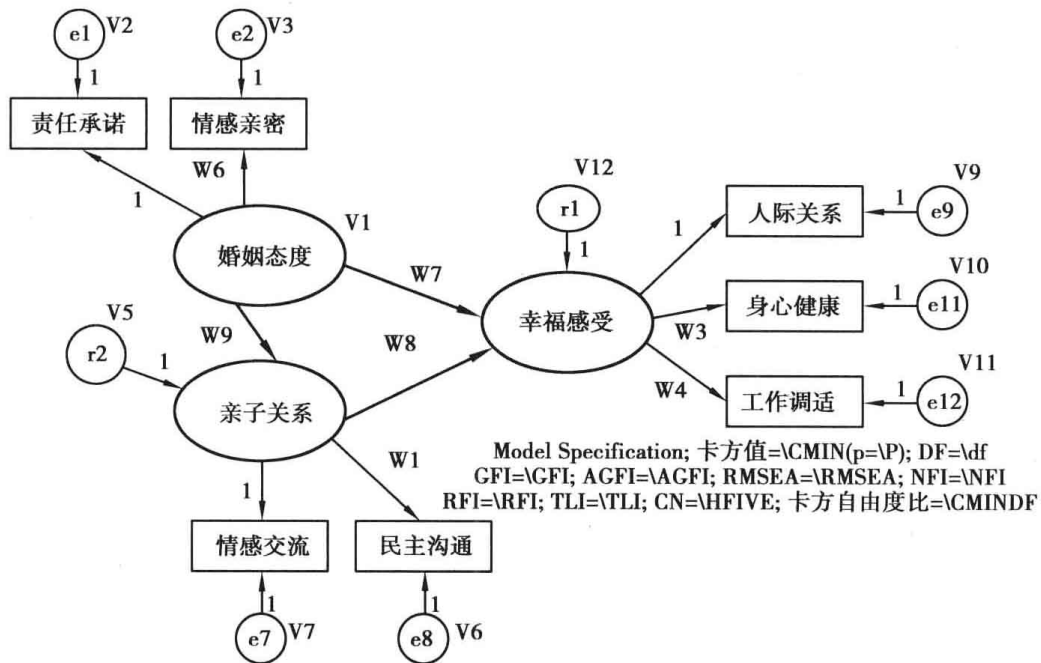 e1 V2
e2 V3
1
1
责任承诺
情感亲密
1
W6
V1
婚姻态度
V12
r1
1
V9
人际关系
1
e9
1
W7
V10
身心健康
1
e11
W3
幸福感受
V5
r2
1
W9
W8
V11
工作调适
1
e12
W4
亲子关系
W1
1
Model Specification; 卡方值=\CMIN(p=\P); DF=\df
GFI=\GFI; AGFI=\AGFI; RMSEA=\RMSEA; NFI=\NFI
RFI=\RFI; TLI=\TLI; CN=\HFIVE; 卡方自由度比=\CMINDF
情感交流
民主沟通
1
1
e7 V7
e8 V6